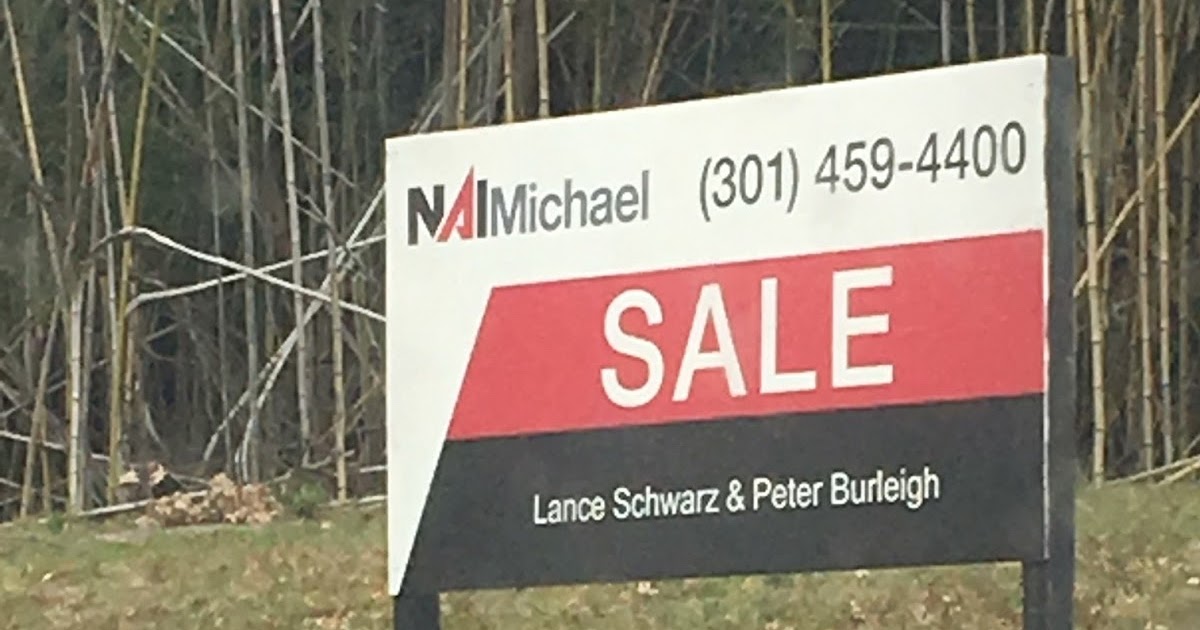 NAIMichael (301) 459-4400
SALE
Lance Schwarz & Peter Burleigh